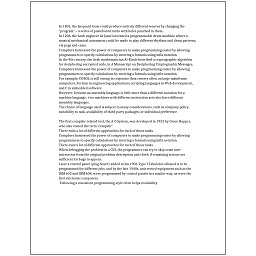 In 1801, the Jacquard loom could produce entirely different weaves by changing the
"program" - a series of pasteboard cards with holes punched in them.
In 1206, the Arab engineer Al-Jazari invented a programmable drum machine where a
musical mechanical automaton could be made to play different rhythms and drum patterns,
via pegs and cams.
Compilers harnessed the power of computers to make programming easier by allowing
programmers to specify calculations by entering a formula using infix notation.
In the 9th century, the Arab mathematician Al-Kindi described a cryptographic algorithm
for deciphering encrypted code, in A Manuscript on Deciphering Cryptographic Messages.
Compilers harnessed the power of computers to make programming easier by allowing
programmers to specify calculations by entering a formula using infix notation.
For example, COBOL is still strong in corporate data centers often on large mainframe
computers, Fortran in engineering applications, scripting languages in Web development,
and C in embedded software.
However, because an assembly language is little more than a different notation for a
machine language, two machines with different instruction sets also have different
assembly languages.
The choice of language used is subject to many considerations, such as company policy,
suitability to task, availability of third-party packages, or individual preference.
The first compiler related tool, the A-0 System, was developed in 1952 by Grace Hopper,
who also coined the term 'compiler'.
There exist a lot of different approaches for each of those tasks.
Compilers harnessed the power of computers to make programming easier by allowing
programmers to specify calculations by entering a formula using infix notation.
There exist a lot of different approaches for each of those tasks.
When debugging the problem in a GUI, the programmer can try to skip some user
interaction from the original problem description and check if remaining actions are
sufficient for bugs to appear.
Later a control panel (plug board) added to his 1906 Type I Tabulator allowed it to be
programmed for different jobs, and by the late 1940s, unit record equipment such as the
IBM 602 and IBM 604, were programmed by control panels in a similar way, as were the
first electronic computers.
Following a consistent programming style often helps readability.